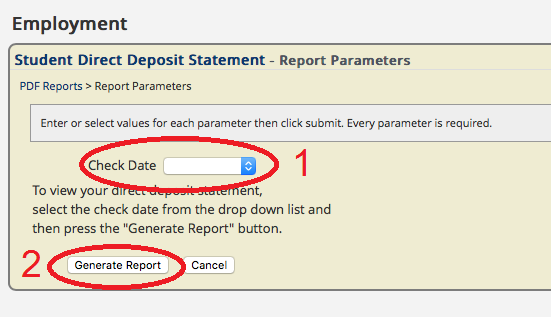 Employment
Student Direct Deposit Statement - Report Parameters
PDF Reports > Report Parameters
Enter or select values for each parameter then click submit. Every parameter is required.
Check Date 1
To view your direct deposit statement,
select the check date from the drop down list and
then press the "Generate Report" button.
2 Generate Report Cancel